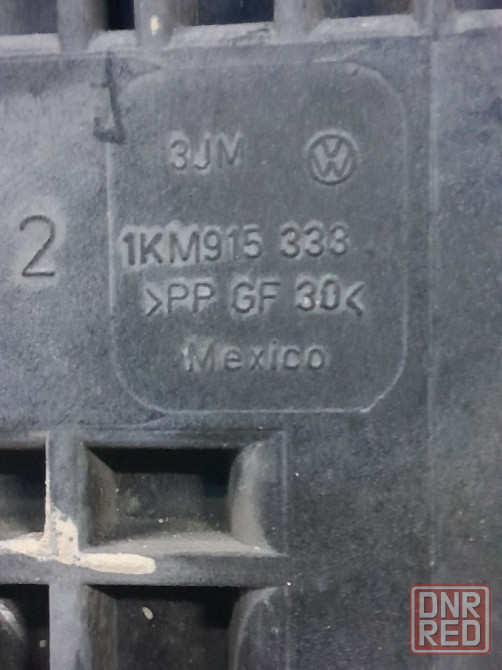 3JM VW
2
1KM915 333
>PP GF 30<
Mexico
DNR
RED